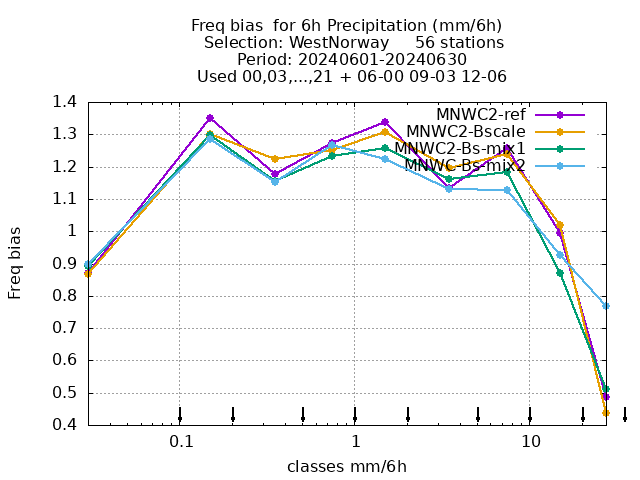 Freq bias  for 6h Precipitation (mm/6h)
Selection: WestNorway     56 stations
Period: 20240601-20240630
Used 00,03,...,21 + 06-00 09-03 12-06
MNWC2-ref
MNWC2-Bscale
MNWC2-Bs-mix1
MNWC-Bs-mix2
1.4
1.3
1.2
1.1
1
0.9
0.8
0.7
0.6
0.5
0.4
Freq bias
0.1
1
10
classes mm/6h